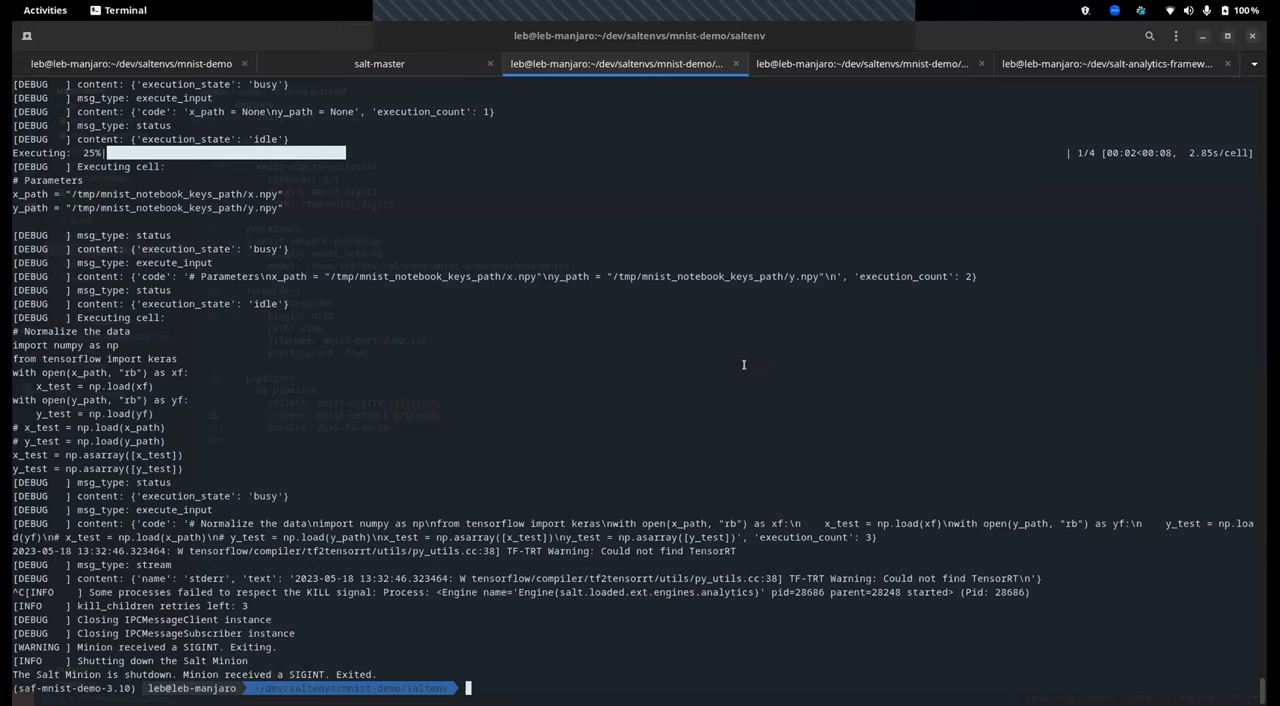 Activities
Terminal
100 %
leb@leb-manjaro:~/dev/saltenvs/mnist-demo/saltenv
leb@leb-manjaro:~/dev/saltenvs/mnist-demo
salt-master
leb@leb-manjaro:~/dev/saltenvs/mnist-demo/...
leb@leb-manjaro:~/dev/saltenvs/mnist-demo/...
leb@leb-manjaro:~/dev/salt-analytics-framew...
[DEBUG   ] content: {'execution_state': 'busy'}
[DEBUG   ] msg_type: execute_input
[DEBUG   ] content: {'code': 'x_path = None\ny_path = None', 'execution_count': 1}
[DEBUG   ] msg_type: status
[DEBUG   ] content: {'execution_state': 'idle'}
Executing:  25%| | 1/4 [00:02<00:08,  2.85s/cell]
[DEBUG   ] Executing cell:
# Parameters
x_path = "/tmp/mnist_notebook_keys_path/x.npy"
y_path = "/tmp/mnist_notebook_keys_path/y.npy"
[DEBUG   ] msg_type: status
[DEBUG   ] content: {'execution_state': 'busy'}
[DEBUG   ] msg_type: execute_input
[DEBUG   ] content: {'code': '# Parameters\nx_path = "/tmp/mnist_notebook_keys_path/x.npy"\ny_path = "/tmp/mnist_notebook_keys_path/y.npy"\n', 'execution_count': 2}
[DEBUG   ] msg_type: status
[DEBUG   ] content: {'execution_state': 'idle'}
[DEBUG   ] Executing cell:
# Normalize the data
import numpy as np
from tensorflow import keras
with open(x_path, "rb") as xf:
    x_test = np.load(xf)
with open(y_path, "rb") as yf:
    y_test = np.load(yf)
# x_test = np.load(x_path)
# y_test = np.load(y_path)
x_test = np.asarray([x_test])
y_test = np.asarray([y_test])
[DEBUG   ] msg_type: status
[DEBUG   ] content: {'execution_state': 'busy'}
[DEBUG   ] msg_type: execute_input
[DEBUG   ] content: {'code': '# Normalize the data\nimport numpy as np\nfrom tensorflow import keras\nwith open(x_path, "rb") as xf:\n    x_test = np.load(xf)\nwith open(y_path, "rb") as yf:\n    y_test = np.loa
d(yf)\n# x_test = np.load(x_path)\n# y_test = np.load(y_path)\nx_test = np.asarray([x_test])\ny_test = np.asarray([y_test])', 'execution_count': 3}
2023-05-18 13:32:46.323464: W tensorflow/compiler/tf2tensorrt/utils/py_utils.cc:38] TF-TRT Warning: Could not find TensorRT
[DEBUG   ] msg_type: stream
[DEBUG   ] content: {'name': 'stderr', 'text': '2023-05-18 13:32:46.323464: W tensorflow/compiler/tf2tensorrt/utils/py_utils.cc:38] TF-TRT Warning: Could not find TensorRT\n'}
^C[INFO    ] Some processes failed to respect the KILL signal: Process: <Engine name='Engine(salt.loaded.ext.engines.analytics)' pid=28686 parent=28248 started> (Pid: 28686)
[INFO    ] kill_children retries left: 3
[DEBUG   ] Closing IPCMessageClient instance
[DEBUG   ] Closing IPCMessageSubscriber instance
[WARNING ] Minion received a SIGINT. Exiting.
[INFO    ] Shutting down the Salt Minion
The Salt Minion is shutdown. Minion received a SIGINT. Exited.
(saf-mnist-demo-3.10) leb@leb-manjaro ~/dev/saltenvs/mnist-demo/saltenv